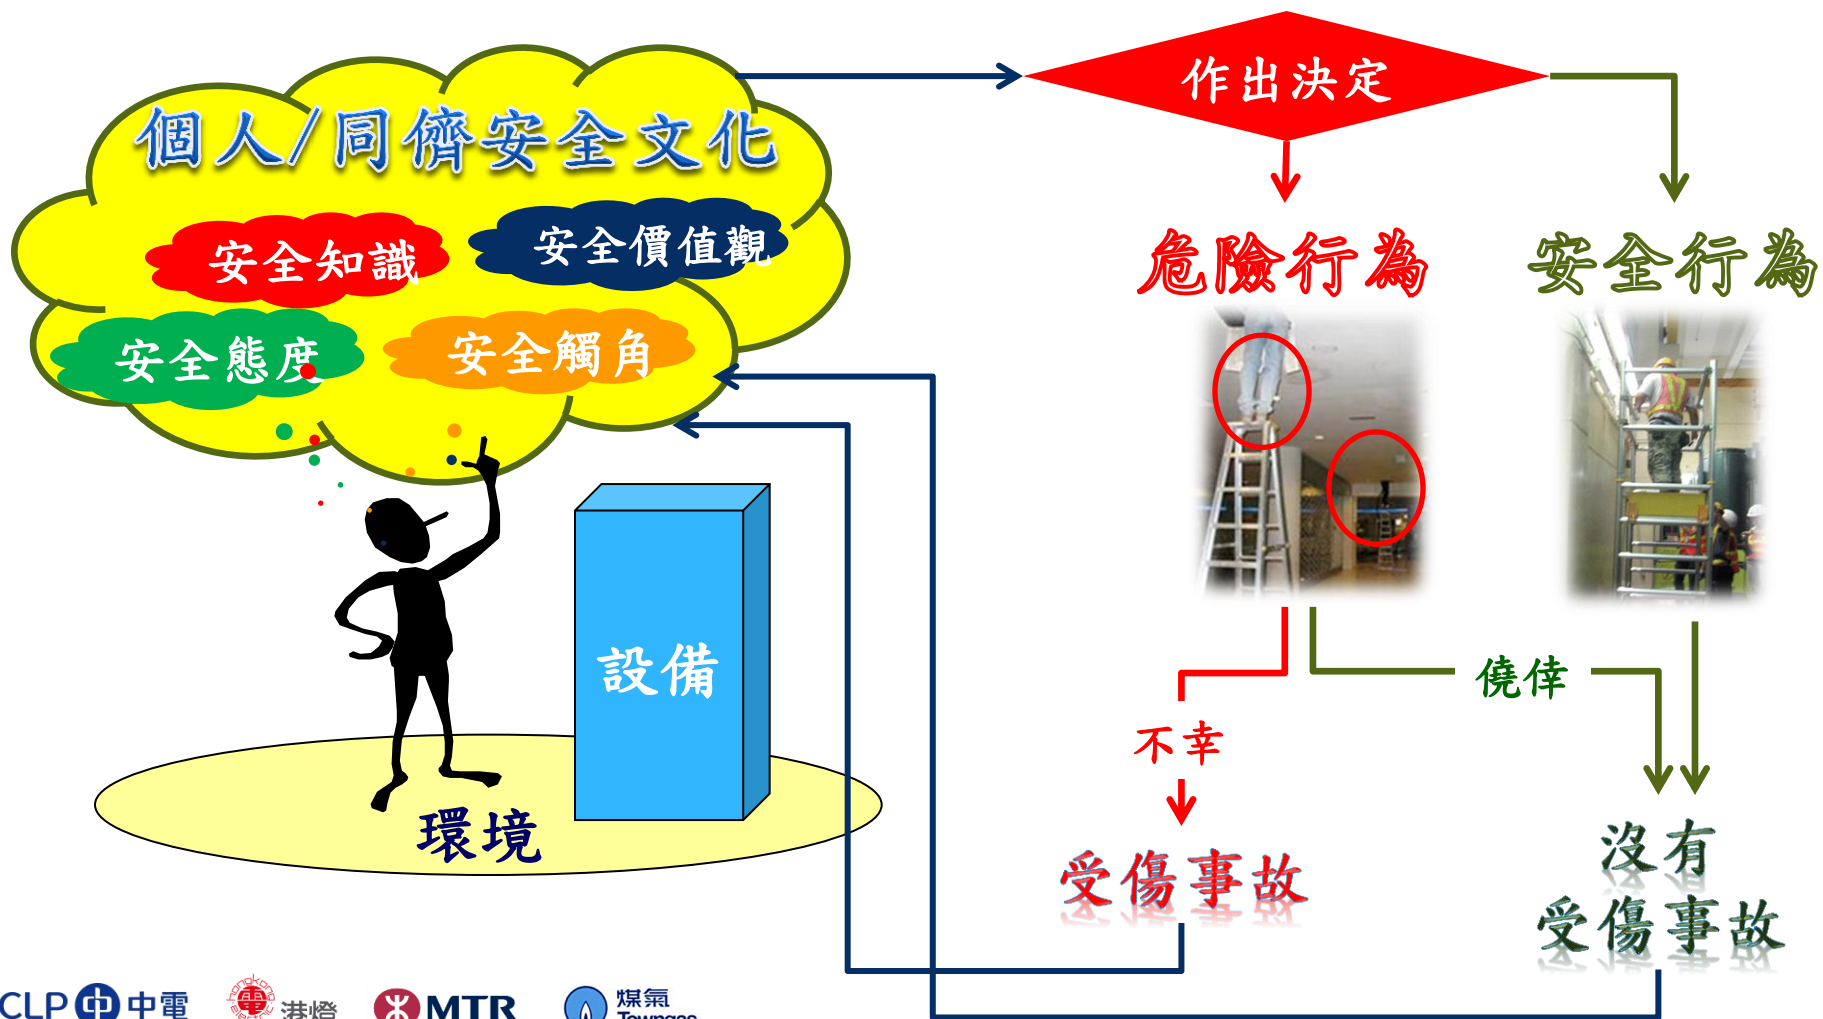 個人/同儕安全文化
安全知識
安全價值觀
安全態度
安全觸角
設備
環境
作出決定
危險行為
安全行為
僥倖
不幸
受傷事故
沒有
受傷事故
CLP 中電
hongkong electric 港燈
MTR
煤氣
Towngas